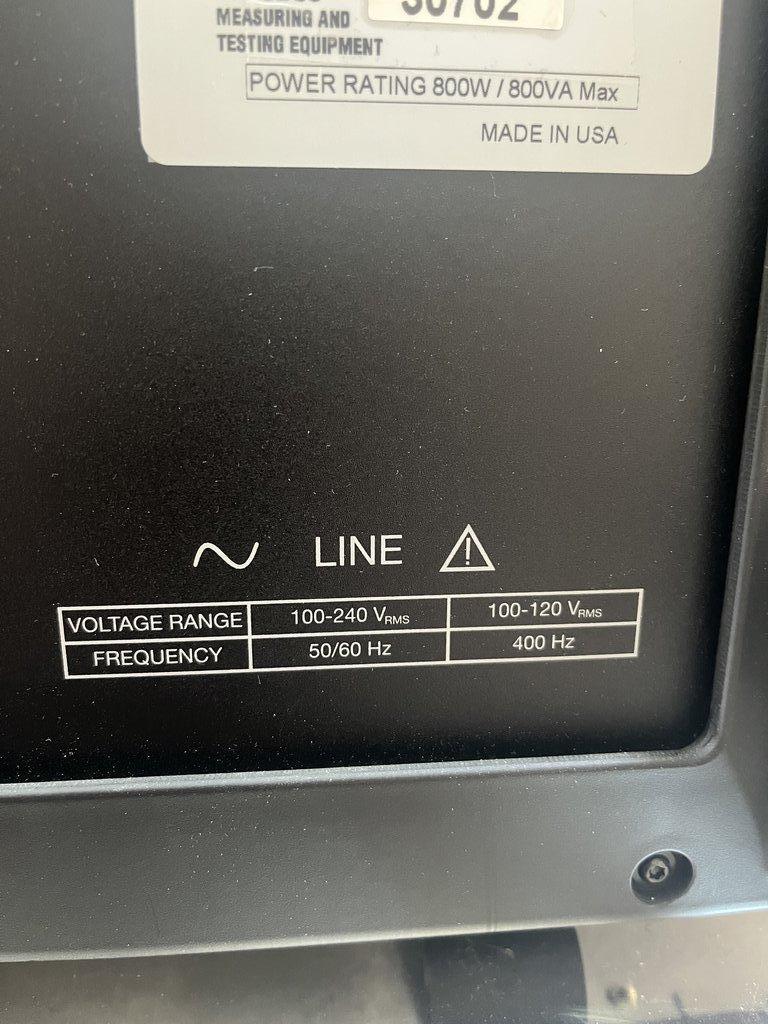 MEASURING AND
TESTING EQUIPMENT
POWER RATING 800W / 800VA Max
MADE IN USA
LINE
VOLTAGE RANGE 100-240 VRMS 100-120 VRMS
FREQUENCY 50/60 Hz 400 Hz